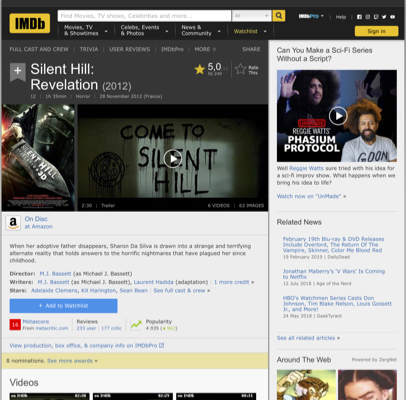 IMDb
Find Movies, TV shows, Celebrities and more...
All
Movies, TV
& Showtimes
Celebs, Events
& Photos
News &
Community
Watchlist
IMDbPro
Help
Sign in
FULL CAST AND CREW | TRIVIA | USER REVIEWS | IMDbPro | MORE
SHARE
Silent Hill:
Revelation (2012)
12 | 1h 35min | Horror | 28 November 2012 (France)
5,0
Rate
This
COME TO
SILENT
HILL
2:30 | Trailer
6 VIDEOS | 63 IMAGES
On Disc
at Amazon
When her adoptive father disappears, Sharon Da Silva is drawn into a strange and terrifying
alternate reality that holds answers to the horrific nightmares that have plagued her since
childhood.
Director: M.J. Bassett (as Michael J. Bassett)
Writers: M.J. Bassett (as Michael J. Bassett), Laurent Hadida (adaptation) | 1 more credit »
Stars: Adelaide Clemens, Kit Harington, Sean Bean | See full cast & crew »
+ Add to Watchlist
16
Metascore
From metacritic.com
Reviews
233 user | 177 critic
Popularity
View production, box office, & company info on IMDbPro
8 nominations. See more awards »
Videos
Can You Make a Sci-Fi Series
Without a Script?
REGGIE WATTS'
PHASIUM
PROTOCOL
Well Reggie Watts sure tried with his idea for
a sci-fi improv show. What happens when we
bring his idea to life?
Watch now on "UnMade" »
Related News
February 19th Blu-ray & DVD Releases
Include Overlord, The Return Of The
Vampire, Skinner, Color Me Blood Red
19 February 2019 | DailyDead
Jonathan Maberry's 'V Wars' Is Coming
to Netflix
12 July 2018 | Age of the Nerd
HBO's Watchmen Series Casts Don
Johnson, Tim Blake Nelson, Louis Gossett
Jr., and More!
24 May 2018 | GeekTyrant
See all related articles »
Around The Web
Powered by ZergNet